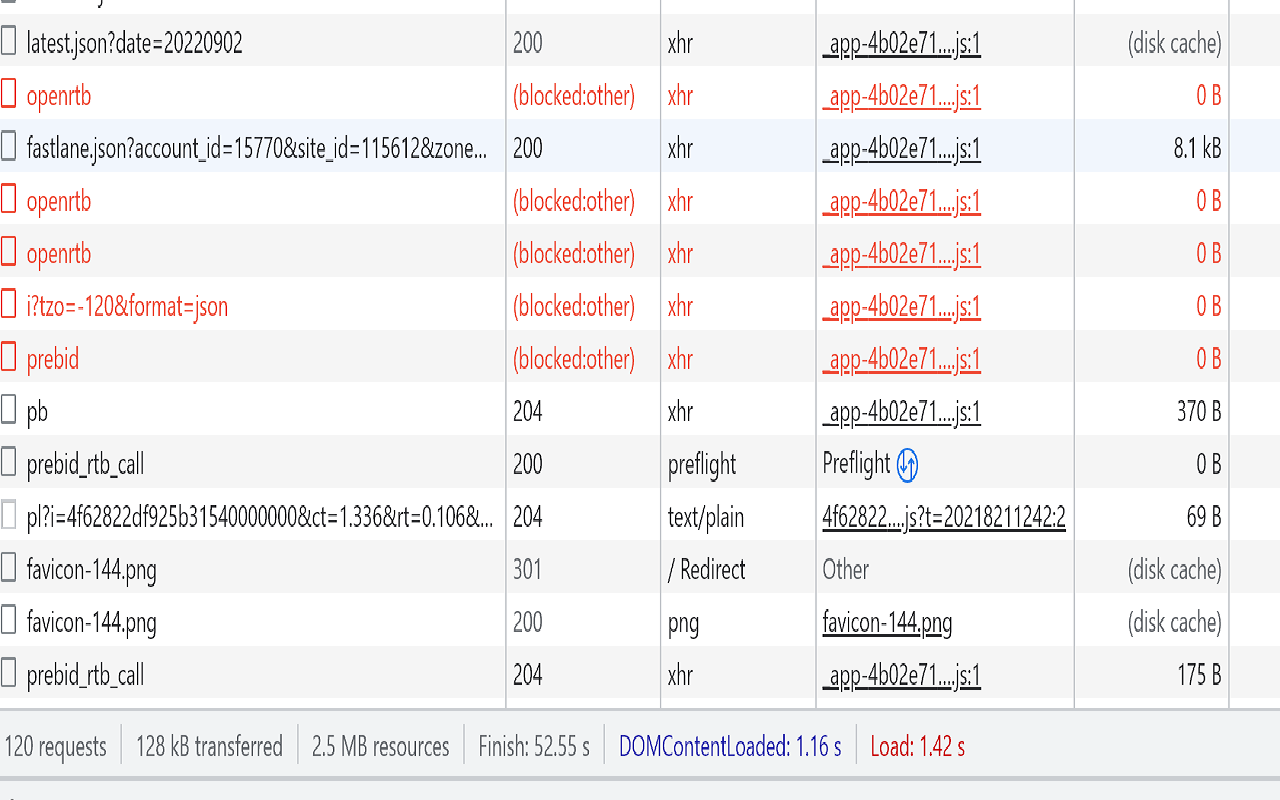 latest.json?date=20220902 200 xhr _app-4b02e71....js:1 (disk cache)
openrtb (blocked:other) xhr _app-4b02e71....js:1 0 B
fastlane.json?account_id=15770&site_id=115612&zone... 200 xhr _app-4b02e71....js:1 8.1 kB
openrtb (blocked:other) xhr _app-4b02e71....js:1 0 B
openrtb (blocked:other) xhr _app-4b02e71....js:1 0 B
i?tzo=-120&format=json (blocked:other) xhr _app-4b02e71....js:1 0 B
prebid (blocked:other) xhr _app-4b02e71....js:1 0 B
pb 204 xhr _app-4b02e71....js:1 370 B
prebid_rtb_call 200 preflight Preflight 0 B
pl?i=4f62822df925b31540000000&ct=1.336&rt=0.106&... 204 text/plain 4f62822....js?t=20218211242:2 69 B
favicon-144.png 301 / Redirect Other (disk cache)
favicon-144.png 200 png favicon-144.png (disk cache)
prebid_rtb_call 204 xhr _app-4b02e71....js:1 175 B
120 requests 128 kB transferred 2.5 MB resources Finish: 52.55 s DOMContentLoaded: 1.16 s Load: 1.42 s